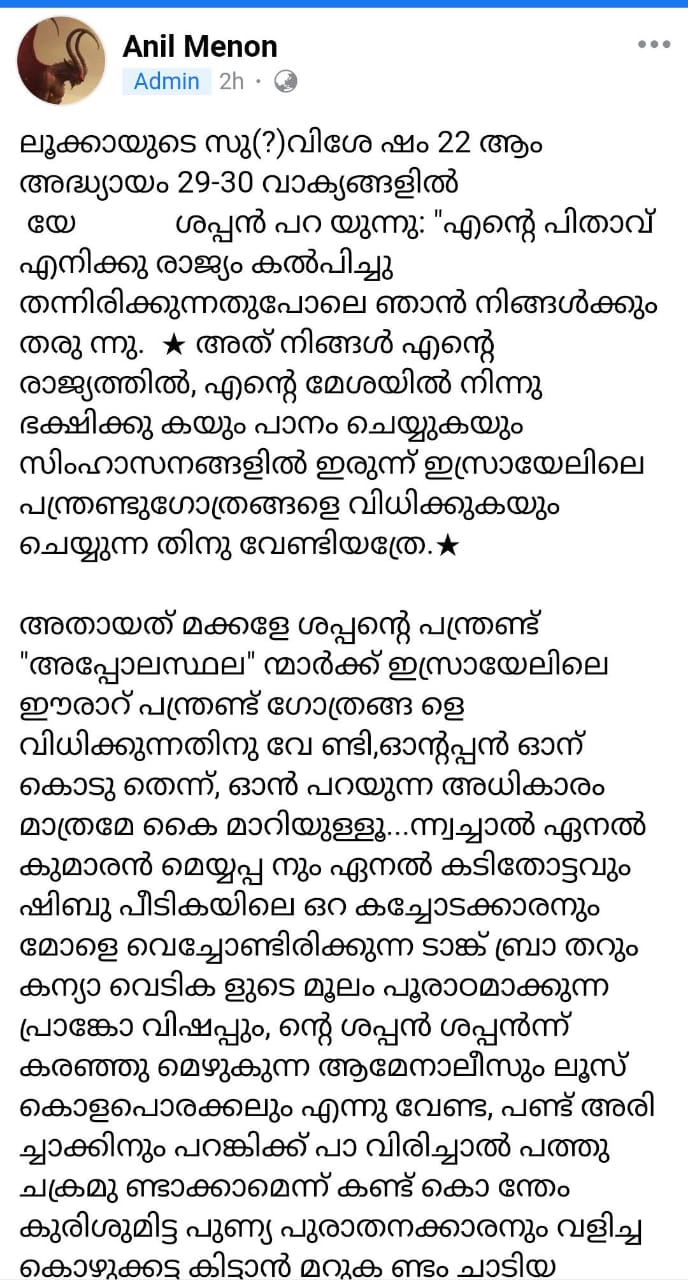 Anil Menon
Admin 2h ·
ലൂക്കായുടെ സു(?)വിശേ ഷം 22 ആം
അദ്ധ്യായം 29-30 വാക്യങ്ങളിൽ
യേ ശപ്പൻ പറ യുന്നു: "എന്റെ പിതാവ്
എനിക്കു രാജ്യം കൽപിച്ചു
തന്നിരിക്കുന്നതുപോലെ ഞാൻ നിങ്ങൾക്കും
തരു ന്നു. ★ അത് നിങ്ങൾ എന്റെ
രാജ്യത്തിൽ, എന്റെ മേശയിൽ നിന്നു
ഭക്ഷിക്കു കയും പാനം ചെയ്യുകയും
സിംഹാസനങ്ങളിൽ ഇരുന്ന് ഇസ്രായേലിലെ
പന്ത്രണ്ടുഗോത്രങ്ങളെ വിധിക്കുകയും
ചെയ്യുന്ന തിനു വേണ്ടിയത്രേ.★
അതായത് മക്കളേ ശപ്പന്റെ പന്ത്രണ്ട്
"അപ്പോലസ്ഥല" ന്മാർക്ക് ഇസ്രായേലിലെ
ഈരാറ് പന്ത്രണ്ട് ഗോത്രങ്ങ ളെ
വിധിക്കുന്നതിനു വേ ണ്ടി,ഓന്റപ്പൻ ഓന്
കൊടു തെന്ന്, ഓൻ പറയുന്ന അധികാരം
മാത്രമേ കൈ മാറിയുള്ളൂ...ന്ന്വച്ചാൽ ഏനൽ
കുമാരൻ മെയ്യപ്പ നും ഏനൽ കടിതോട്ടവും
ഷിബു പീടികയിലെ ഒറ കച്ചോടക്കാരനും
മോളെ വെച്ചോണ്ടിരിക്കുന്ന ടാങ്ക് ബ്രാ തറും
കന്യാ വെടിക ളുടെ മൂലം പൂരാഠമാക്കുന്ന
പ്രാങ്കോ വിഷപ്പും, ന്റെ ശപ്പൻ ശപ്പൻന്ന്
കരഞ്ഞു മെഴുകുന്ന ആമേനാലീസും ലൂസ്
കൊളപൊരക്കലും എന്നു വേണ്ട, പണ്ട് അരി
ച്ചാക്കിനും പറങ്കിക്ക് പാ വിരിച്ചാൽ പത്തു
ചക്രമു ണ്ടാക്കാമെന്ന് കണ്ട് കൊ ന്തേം
കുരിശുമിട്ട പുണ്യ പുരാതനക്കാരനും വളിച്ച
കൊഴുക്കട്ട കിട്ടാൻ മറുക ണ്ടം ചാടിയ